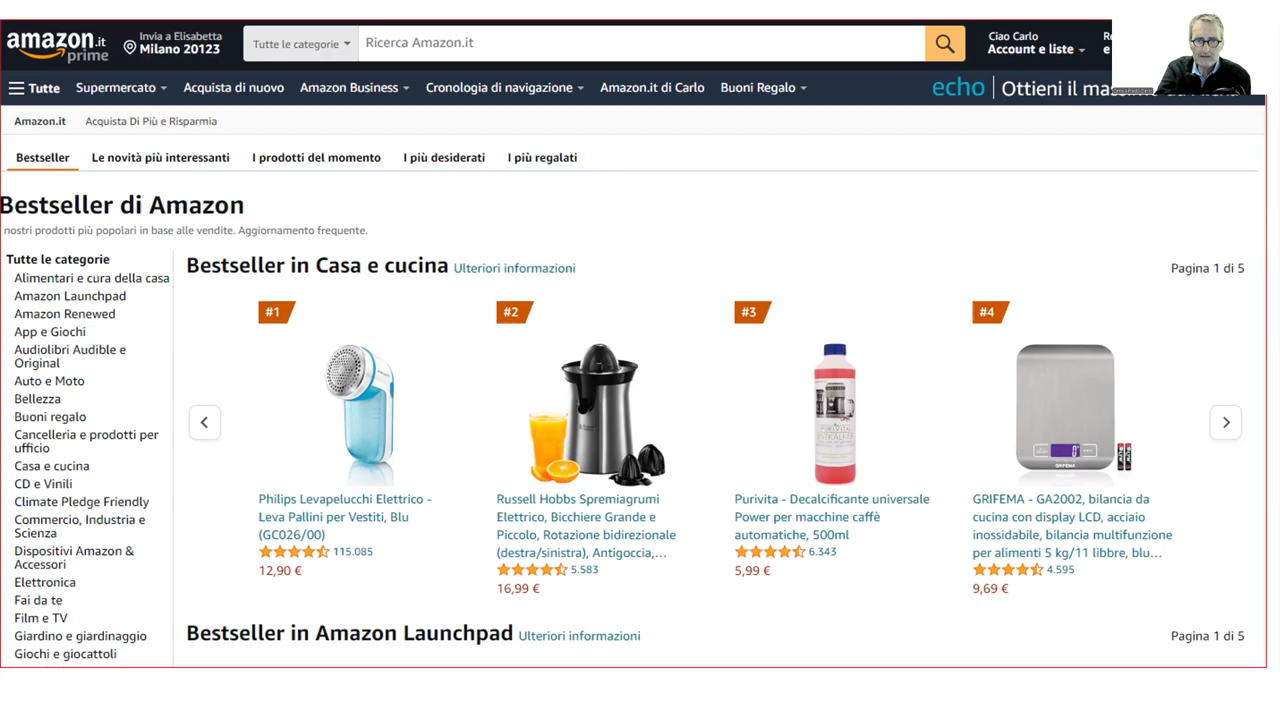 amazon.it
prime
Invia a Elisabetta
Milano 20123
Tutte le categorie
Ricerca Amazon.it
Ciao Carlo
Account e liste
Tutte
Supermercato
Acquista di nuovo
Amazon Business
Cronologia di navigazione
Amazon.it di Carlo
Buoni Regalo
echo
Ottieni il
Amazon.it
Acquista Di Più e Risparmia
Bestseller
Le novità più interessanti
I prodotti del momento
I più desiderati
I più regalati
Bestseller di Amazon
nostri prodotti più popolari in base alle vendite. Aggiornamento frequente.
Tutte le categorie
Alimentari e cura della casa
Amazon Launchpad
Amazon Renewed
App e Giochi
Audiolibri Audible e
Original
Auto e Moto
Bellezza
Buoni regalo
Cancelleria e prodotti per
ufficio
Casa e cucina
CD e Vinili
Climate Pledge Friendly
Commercio, Industria e
Scienza
Dispositivi Amazon &
Accessori
Elettronica
Fai da te
Film e TV
Giardino e giardinaggio
Giochi e giocattoli
Bestseller in Casa e cucina Ulteriori informazioni
Pagina 1 di 5
#1
Philips Levapelucchi Elettrico -
Leva Pallini per Vestiti, Blu
(GC026/00)
115.085
12,90 €
#2
Russell Hobbs Spremiagrumi
Elettrico, Bicchiere Grande e
Piccolo, Rotazione bidirezionale
(destra/sinistra), Antigoccia,…
5.583
16,99 €
#3
Purivita - Decalcificante universale
Power per macchine caffè
automatiche, 500ml
6.343
5,99 €
#4
GRIFEMA
GRIFEMA - GA2002, bilancia da
cucina con display LCD, acciaio
inossidabile, bilancia multifunzione
per alimenti 5 kg/11 libbre, blu…
4.595
9,69 €
Bestseller in Amazon Launchpad Ulteriori informazioni
Pagina 1 di 5